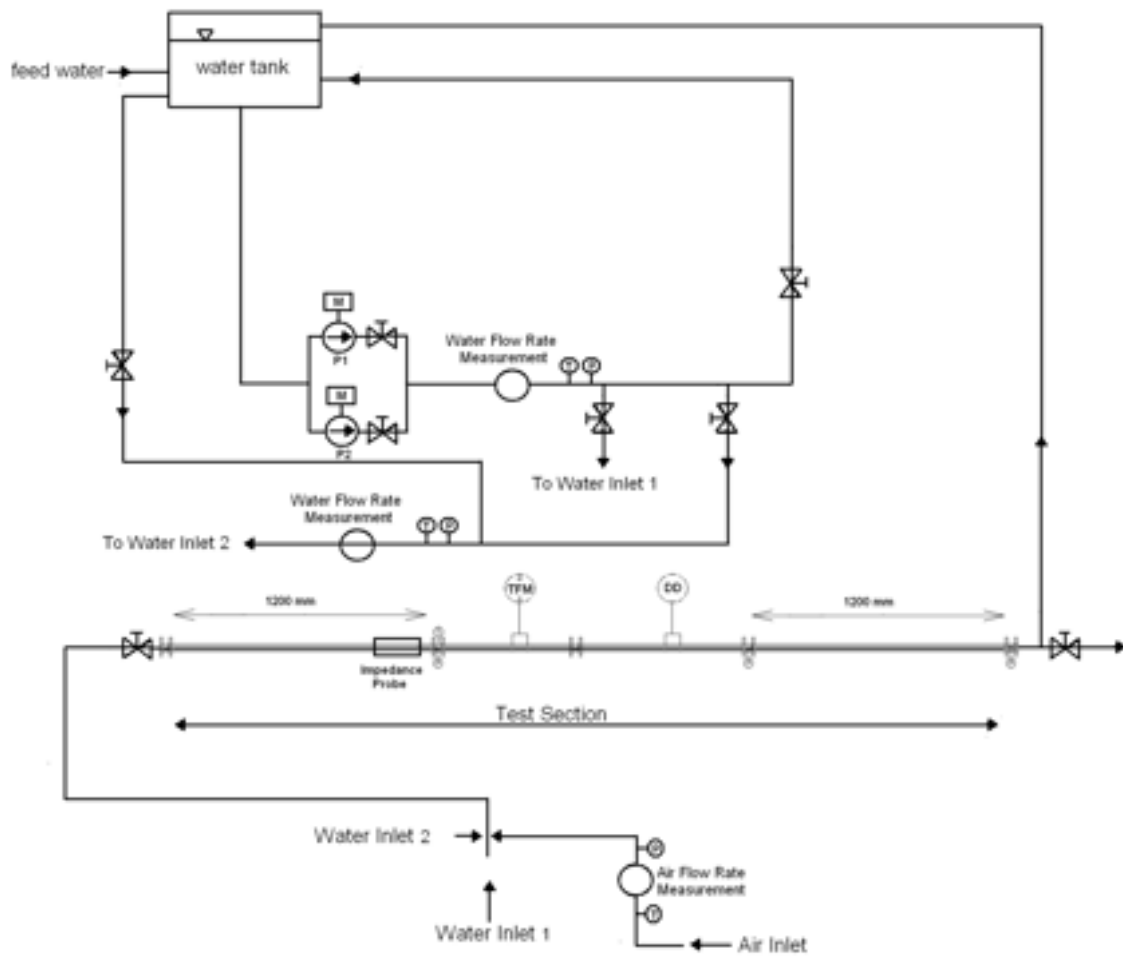 feed water
water tank
M
P1
M
P2
Water Flow Rate
Measurement
T
P
To Water Inlet 1
Water Flow Rate
Measurement
T
P
To Water Inlet 2
1200 mm
TFM
DD
1200 mm
Impedance
Probe
Test Section
Water Inlet 2
P
Air Flow Rate
Measurement
T
Water Inlet 1
Air Inlet